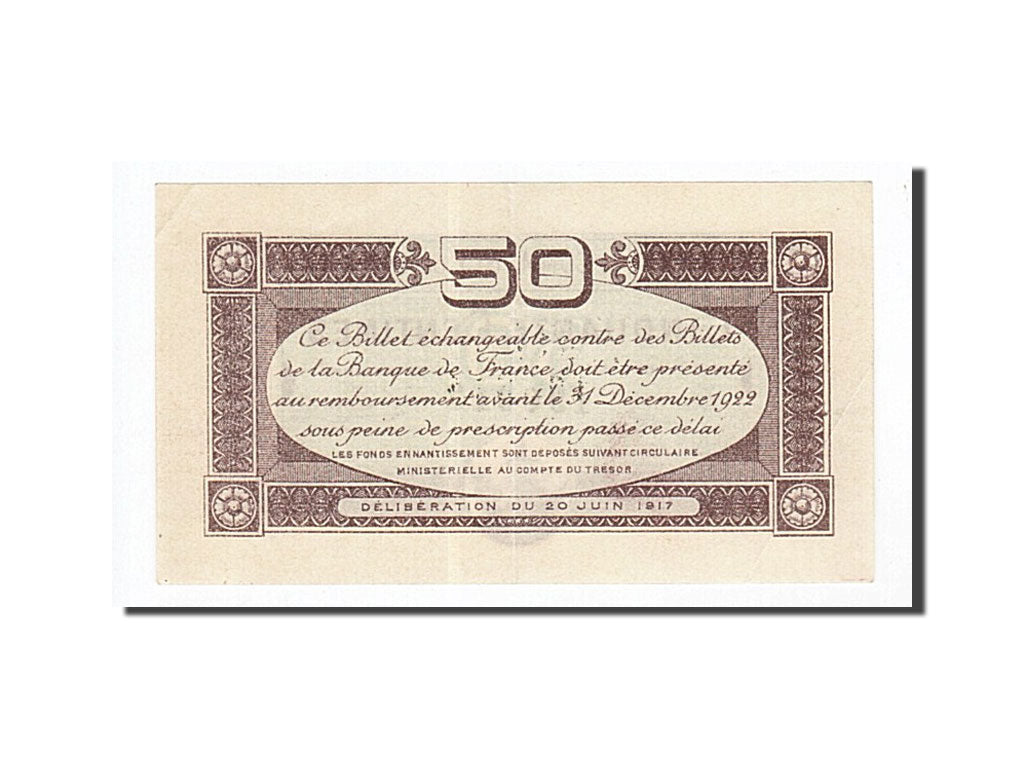 50
Ce Billet échangeable contre des Billets
de la Banque de France doit être présenté
au remboursement avant le 31 Décembre 1922
sous peine de prescription passé ce délai
LES FONDS EN NANTISSEMENT SONT DEPOSÉS SUIVANT CIRCULAIRE
MINISTERIELLE AU COMPTE DU TRESOR
DÉLIBÉRATION DU 20 JUIN 1917